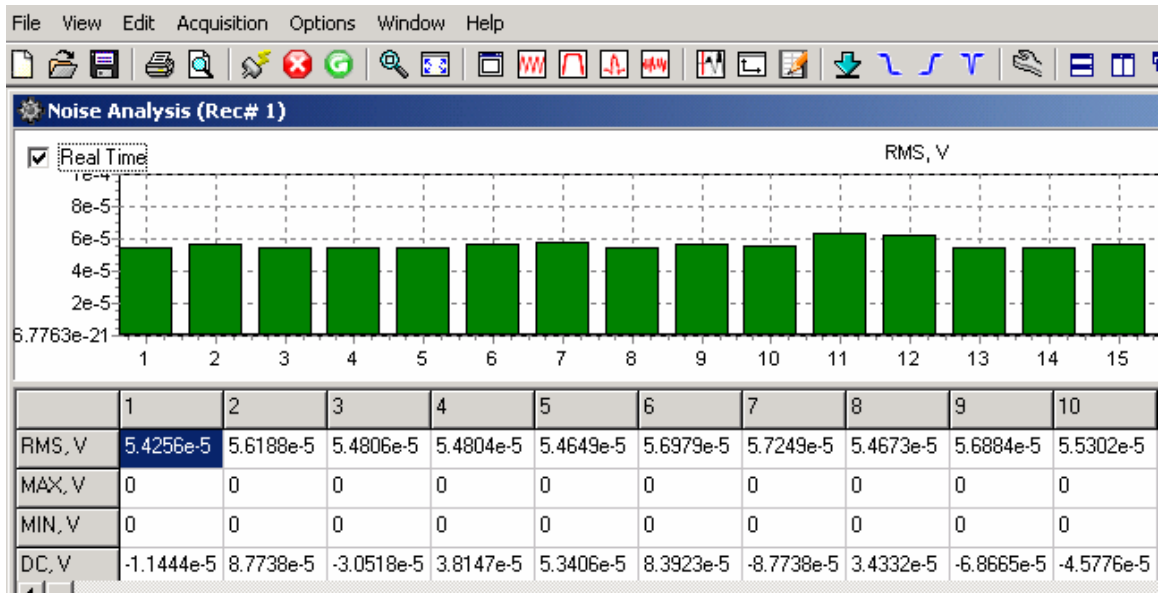 File View Edit Acquisition Options Window Help
Noise Analysis (Rec# 1)
Real Time
RMS, V
1e-4
8e-5
6e-5
4e-5
2e-5
6.7763e-21
1 2 3 4 5 6 7 8 9 10 11 12 13 14 15
1 2 3 4 5 6 7 8 9 10
RMS, V 5.4256e-5 5.6188e-5 5.4806e-5 5.4804e-5 5.4649e-5 5.6979e-5 5.7249e-5 5.4673e-5 5.6884e-5 5.5302e-5
MAX, V 0 0 0 0 0 0 0 0 0 0
MIN, V 0 0 0 0 0 0 0 0 0 0
DC, V -1.1444e-5 8.7738e-5 -3.0518e-5 3.8147e-5 5.3406e-5 8.3923e-5 -8.7738e-5 3.4332e-5 -6.8665e-5 -4.5776e-5